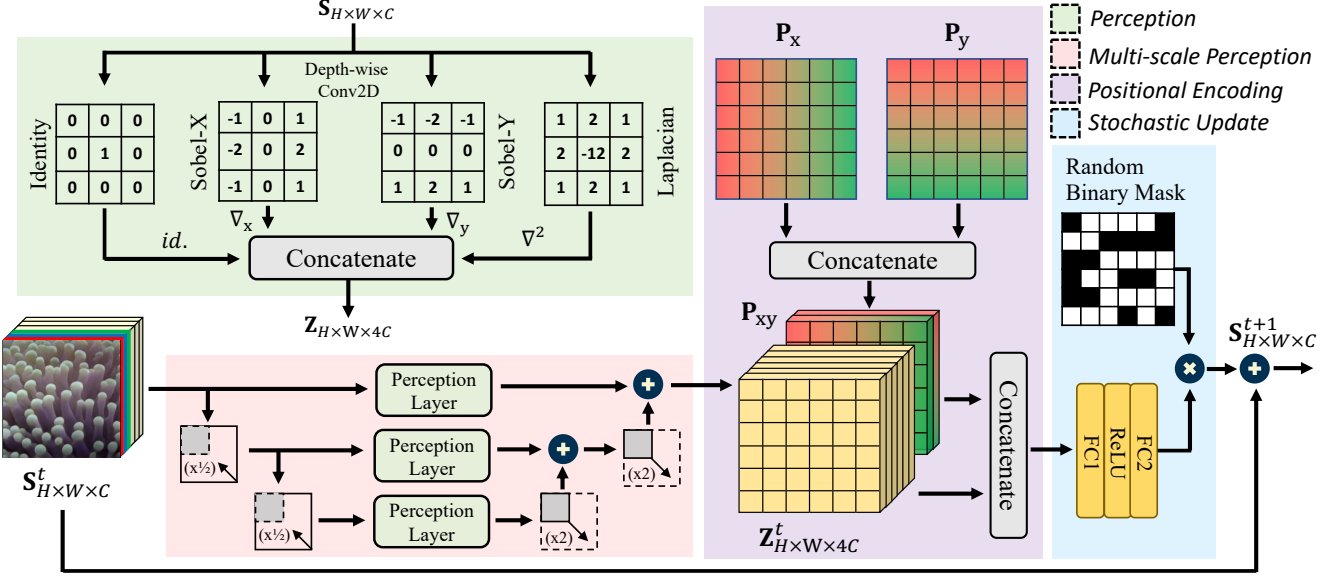 S_{H×W×C}
Depth-wise
Conv2D
Identity
0 0 0
0 1 0
0 0 0
Sobel-X
-1 0 1
-2 0 2
-1 0 1
-1 -2 -1
0 0 0
1 2 1
Sobel-Y
1 2 1
2 -12 2
1 2 1
Laplacian
id.
∇x
∇y
∇²
Concatenate
Z_{H×W×4C}
P_x
P_y
Concatenate
P_xy
Perception
Multi-scale Perception
Positional Encoding
Stochastic Update
Random
Binary Mask
S^{t+1}_{H×W×C}
Perception
Layer
(x½)
Perception
Layer
(x2)
(x½)
Perception
Layer
(x2)
S^t_{H×W×C}
Z^t_{H×W×4C}
Concatenate
FC1
ReLU
FC2